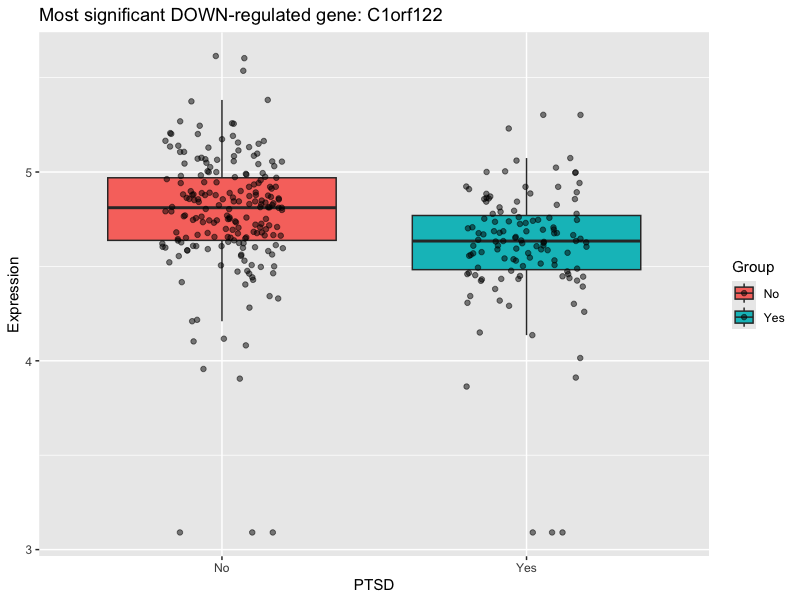 Most significant DOWN-regulated gene: C1orf122
Expression
5
4
3
No
Yes
PTSD
Group
No
Yes